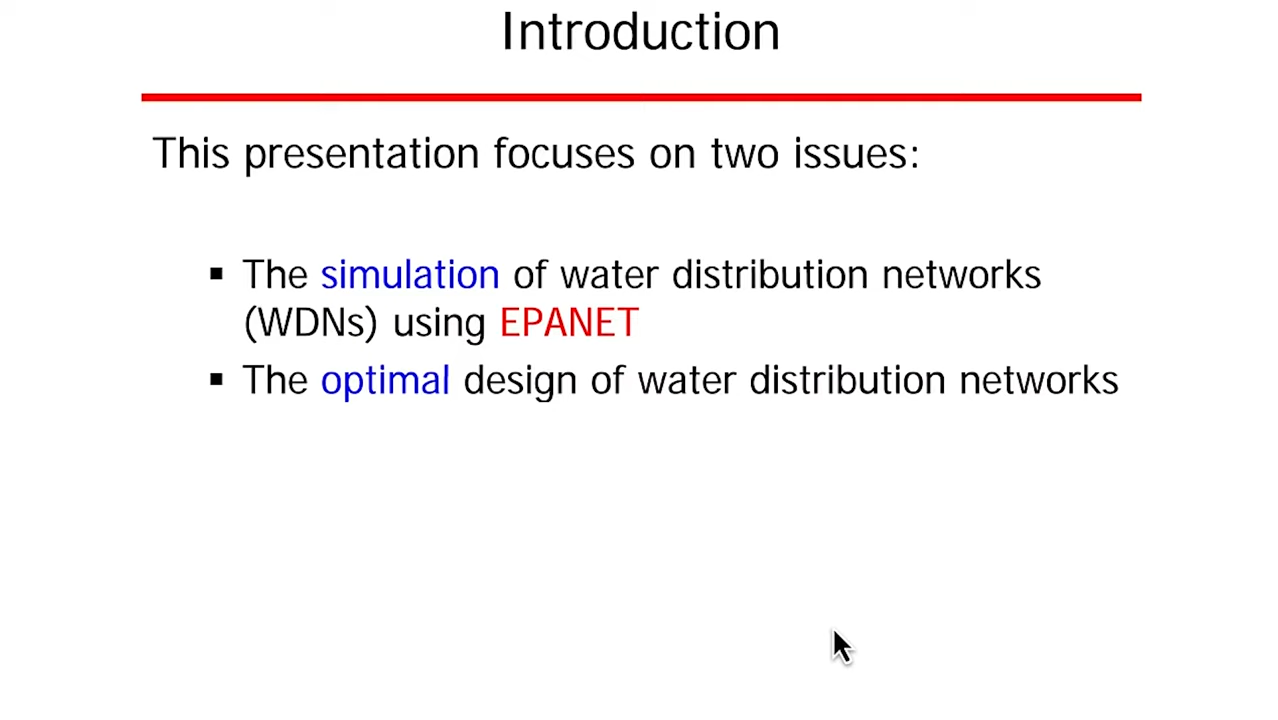 Introduction
This presentation focuses on two issues:
▪ The simulation of water distribution networks
(WDNs) using EPANET
▪ The optimal design of water distribution networks